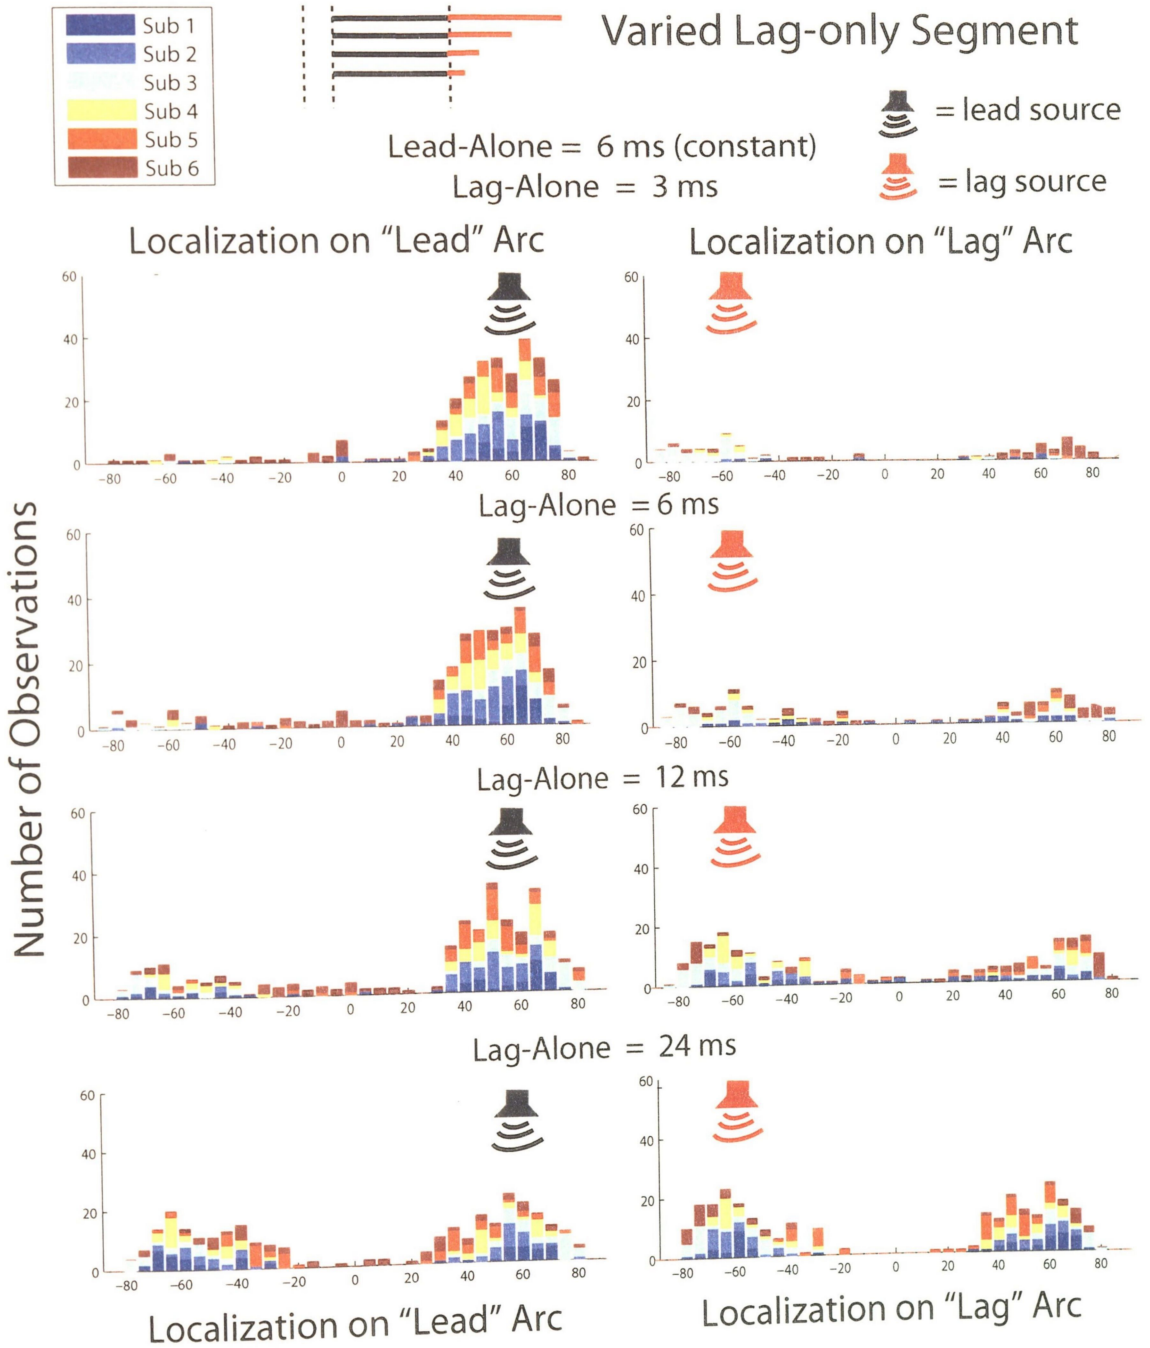 Sub 1
Sub 2
Sub 3
Sub 4
Sub 5
Sub 6
Varied Lag-only Segment
= lead source
= lag source
Lead-Alone = 6 ms (constant)
Lag-Alone = 3 ms
Localization on “Lead” Arc
Localization on “Lag” Arc
60
40
20
0
−80 −60 −40 −20 0 20 40 60 80
60
40
20
0
−80 −60 −40 −20 0 20 40 60 80
Number of Observations
Lag-Alone = 6 ms
60
40
20
0
−80 −60 −40 −20 0 20 40 60 80
60
40
20
0
−80 −60 −40 −20 0 20 40 60 80
Lag-Alone = 12 ms
60
40
20
0
−80 −60 −40 −20 0 20 40 60 80
60
40
20
0
−80 −60 −40 −20 0 20 40 60 80
Lag-Alone = 24 ms
60
40
20
0
−80 −60 −40 −20 0 20 40 60 80
60
40
20
0
−80 −60 −40 −20 0 20 40 60 80
Localization on “Lead” Arc
Localization on “Lag” Arc